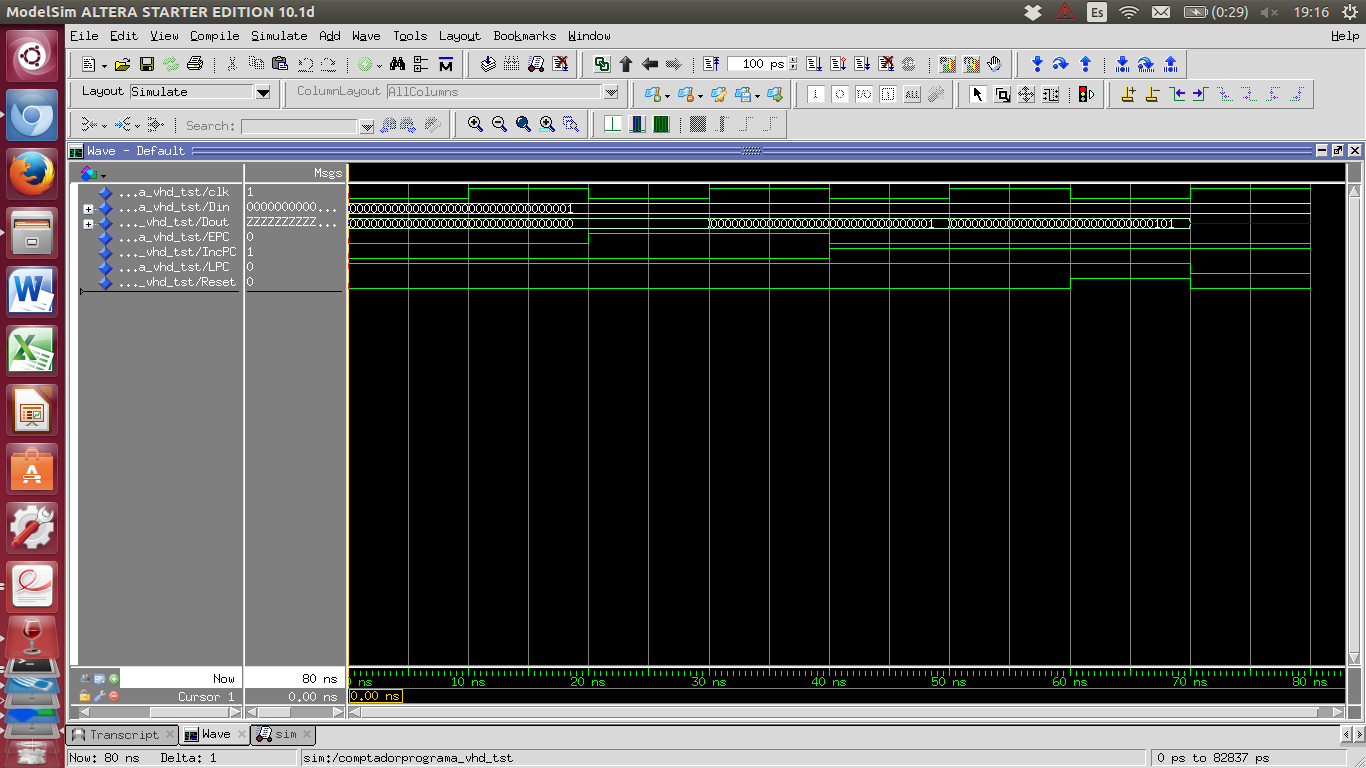 ModelSim ALTERA STARTER EDITION 10.1d
Es
(0:29)
19:16
File Edit View Compile Simulate Add Wave Tools Layout Bookmarks Window
Help
100 ps
Layout Simulate
ColumnLayout AllColumns
Search:
Wave - Default
Msgs
...a_vhd_tst/clk 1
...a_vhd_tst/Din 0000000000...
..._vhd_tst/Dout ZZZZZZZZZZ...
...a_vhd_tst/EPC 0
..._vhd_tst/IncPC 1
...a_vhd_tst/LPC 0
..._vhd_tst/Reset 0
Now 80 ns
ns 10 ns 20 ns 30 ns 40 ns 50 ns 60 ns 70 ns 80 ns
Cursor 1 0.00 ns
0.00 ns
Transcript Wave sim
Now: 80 ns Delta: 1
sim:/comptadorprograma_vhd_tst
0 ps to 82837 ps